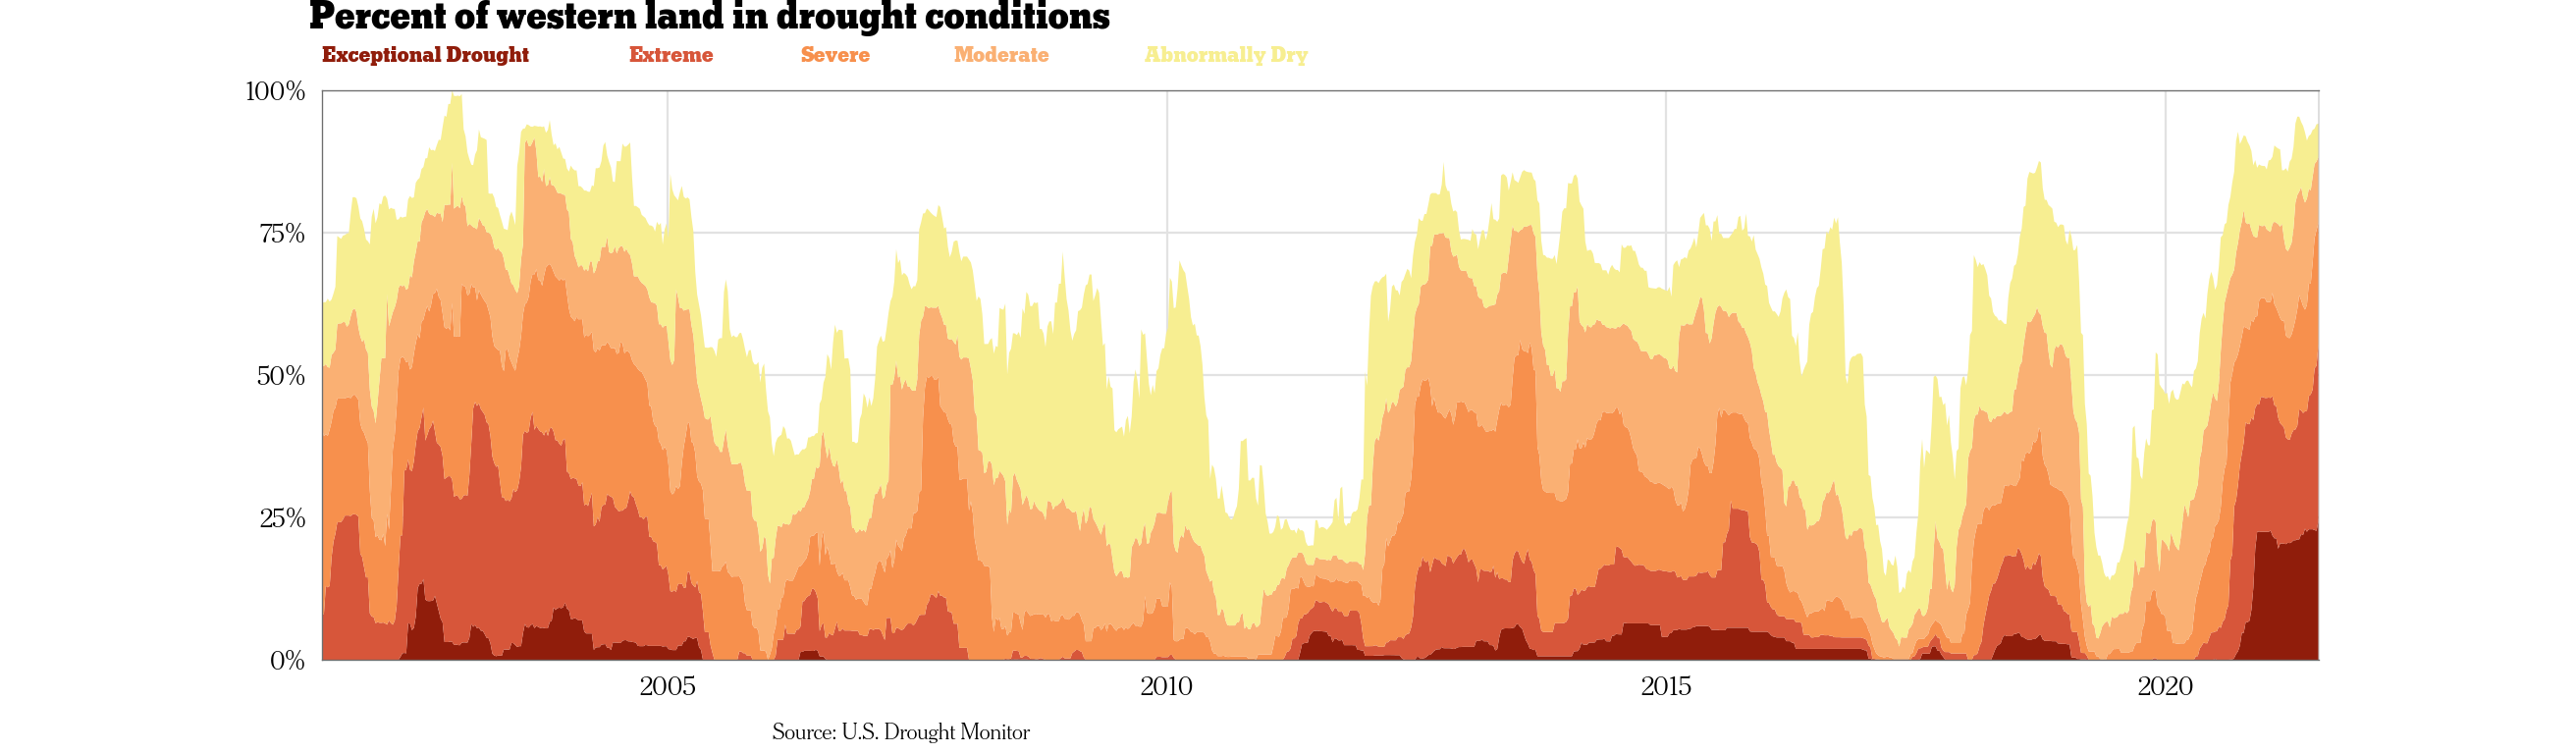 Percent of western land in drought conditions
Exceptional Drought Extreme Severe Moderate Abnormally Dry
100%
75%
50%
25%
0%
2005 2010 2015 2020
Source: U.S. Drought Monitor